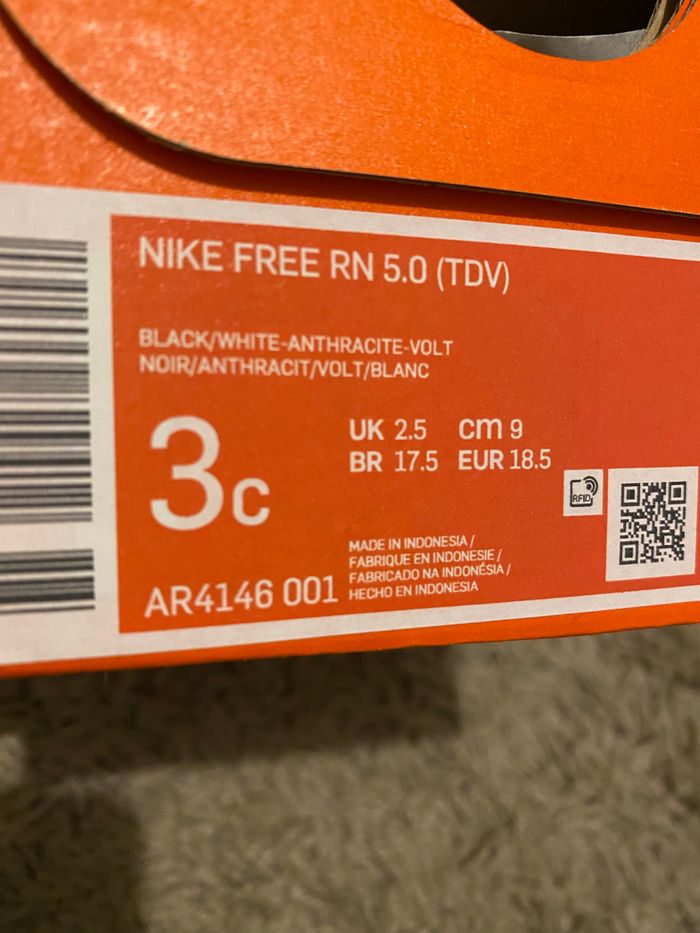 NIKE FREE RN 5.0 (TDV)
BLACK/WHITE-ANTHRACITE-VOLT
NOIR/ANTHRACIT/VOLT/BLANC
3C
UK 2.5 cm 9
BR 17.5 EUR 18.5
RFID
AR4146 001
MADE IN INDONESIA /
FABRIQUE EN INDONESIE /
FABRICADO NA INDONÉSIA /
HECHO EN INDONESIA